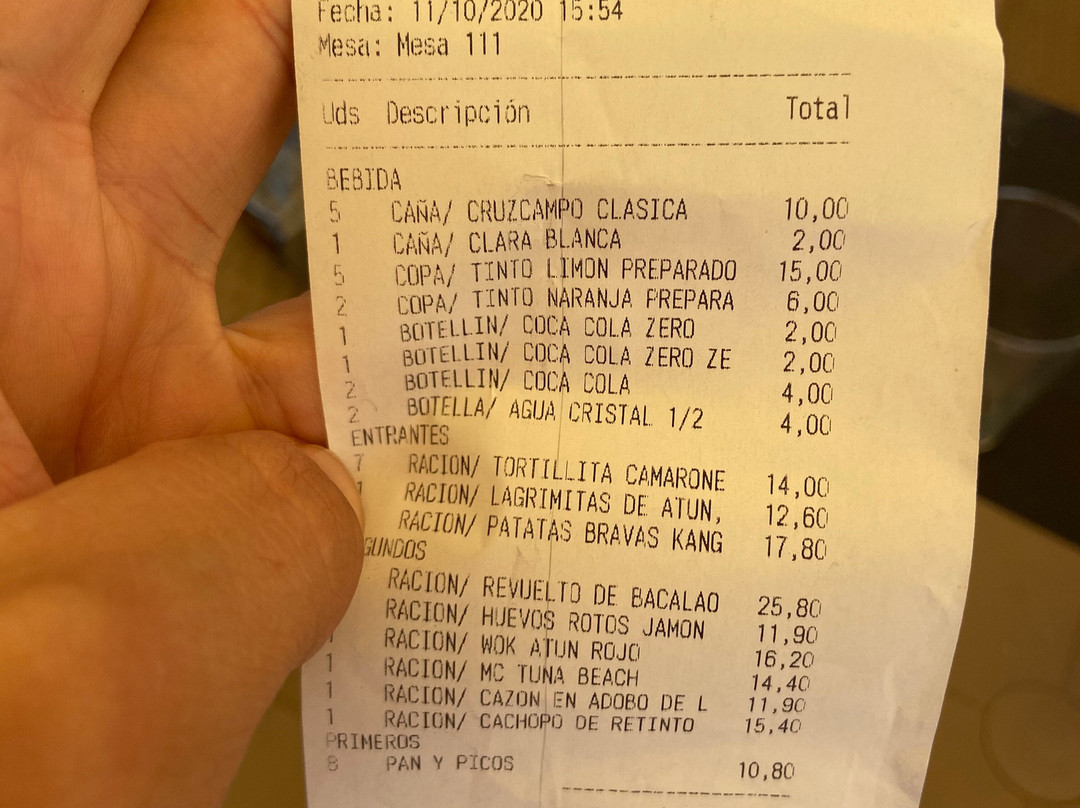 Fecha: 11/10/2020 15:54
Mesa: Mesa 111
Uds Descripción Total
BEBIDA
5 CAÑA/ CRUZCAMPO CLASICA 10,00
1 CAÑA/ CLARA BLANCA 2,00
5 COPA/ TINTO LIMON PREPARADO 15,00
2 COPA/ TINTO NARANJA PREPARA 6,00
1 BOTELLIN/ COCA COLA ZERO 2,00
1 BOTELLIN/ COCA COLA ZERO ZE 2,00
2 BOTELLIN/ COCA COLA 4,00
2 BOTELLA/ AGUA CRISTAL 1/2 4,00
ENTRANTES
7 RACION/ TORTILLITA CAMARONE 14,00
1 RACION/ LAGRIMITAS DE ATUN, 12,60
RACION/ PATATAS BRAVAS KANG 17,80
GUNDOS
RACION/ REVUELTO DE BACALAO 25,80
RACION/ HUEVOS ROTOS JAMON 11,90
1 RACION/ WOK ATUN ROJO 16,20
1 RACION/ MC TUNA BEACH 14,40
1 RACION/ CAZON EN ADOBO DE L 11,90
1 RACION/ CACHOPO DE RETINTO 15,40
PRIMEROS
8 PAN Y PICOS 10,80